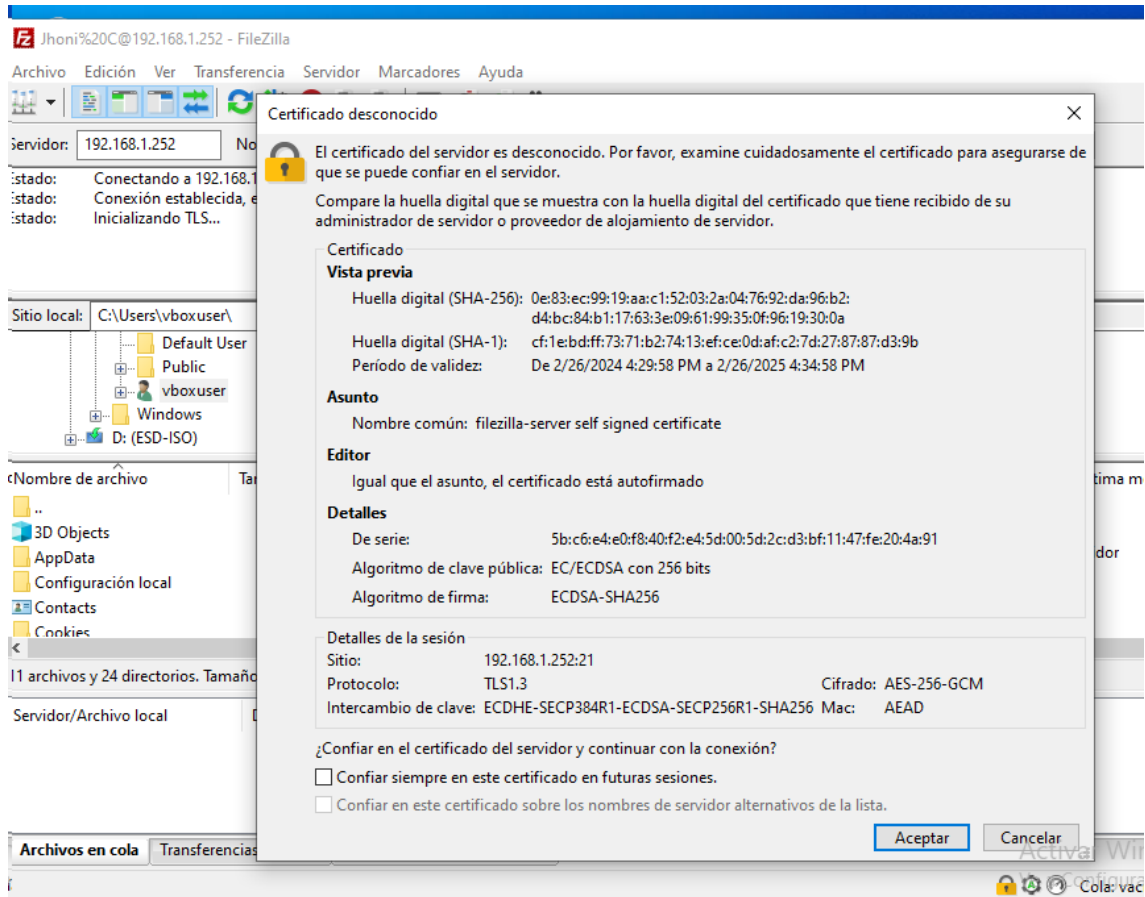 Jhoni%20C@192.168.1.252 - FileZilla
Archivo Edición Ver Transferencia Servidor Marcadores Ayuda
Servidor: 192.168.1.252 No
Estado: Conectando a 192.168.1
Estado: Conexión establecida, e
Estado: Inicializando TLS...
Sitio local: C:\Users\vboxuser\
Default User
Public
vboxuser
Windows
D: (ESD-ISO)
Nombre de archivo Tar
..
3D Objects
AppData
Configuración local
Contacts
Cookies
11 archivos y 24 directorios. Tamaño
Servidor/Archivo local
Archivos en cola Transferencias
Certificado desconocido
El certificado del servidor es desconocido. Por favor, examine cuidadosamente el certificado para asegurarse de
que se puede confiar en el servidor.
Compare la huella digital que se muestra con la huella digital del certificado que tiene recibido de su
administrador de servidor o proveedor de alojamiento de servidor.
Certificado
Vista previa
Huella digital (SHA-256): 0e:83:ec:99:19:aa:c1:52:03:2a:04:76:92:da:96:b2:
d4:bc:84:b1:17:63:3e:09:61:99:35:0f:96:19:30:0a
Huella digital (SHA-1): cf:1e:bd:ff:73:71:b2:74:13:ef:ce:0d:af:c2:7d:27:87:87:d3:9b
Período de validez: De 2/26/2024 4:29:58 PM a 2/26/2025 4:34:58 PM
Asunto
Nombre común: filezilla-server self signed certificate
Editor
Igual que el asunto, el certificado está autofirmado
Detalles
De serie: 5b:c6:e4:e0:f8:40:f2:e4:5d:00:5d:2c:d3:bf:11:47:fe:20:4a:91
Algoritmo de clave pública: EC/ECDSA con 256 bits
Algoritmo de firma: ECDSA-SHA256
Detalles de la sesión
Sitio: 192.168.1.252:21
Protocolo: TLS1.3 Cifrado: AES-256-GCM
Intercambio de clave: ECDHE-SECP384R1-ECDSA-SECP256R1-SHA256 Mac: AEAD
¿Confiar en el certificado del servidor y continuar con la conexión?
Confiar siempre en este certificado en futuras sesiones.
Confiar en este certificado sobre los nombres de servidor alternativos de la lista.
Aceptar Cancelar
tima m
dor
Activar Wir
Cola: vac